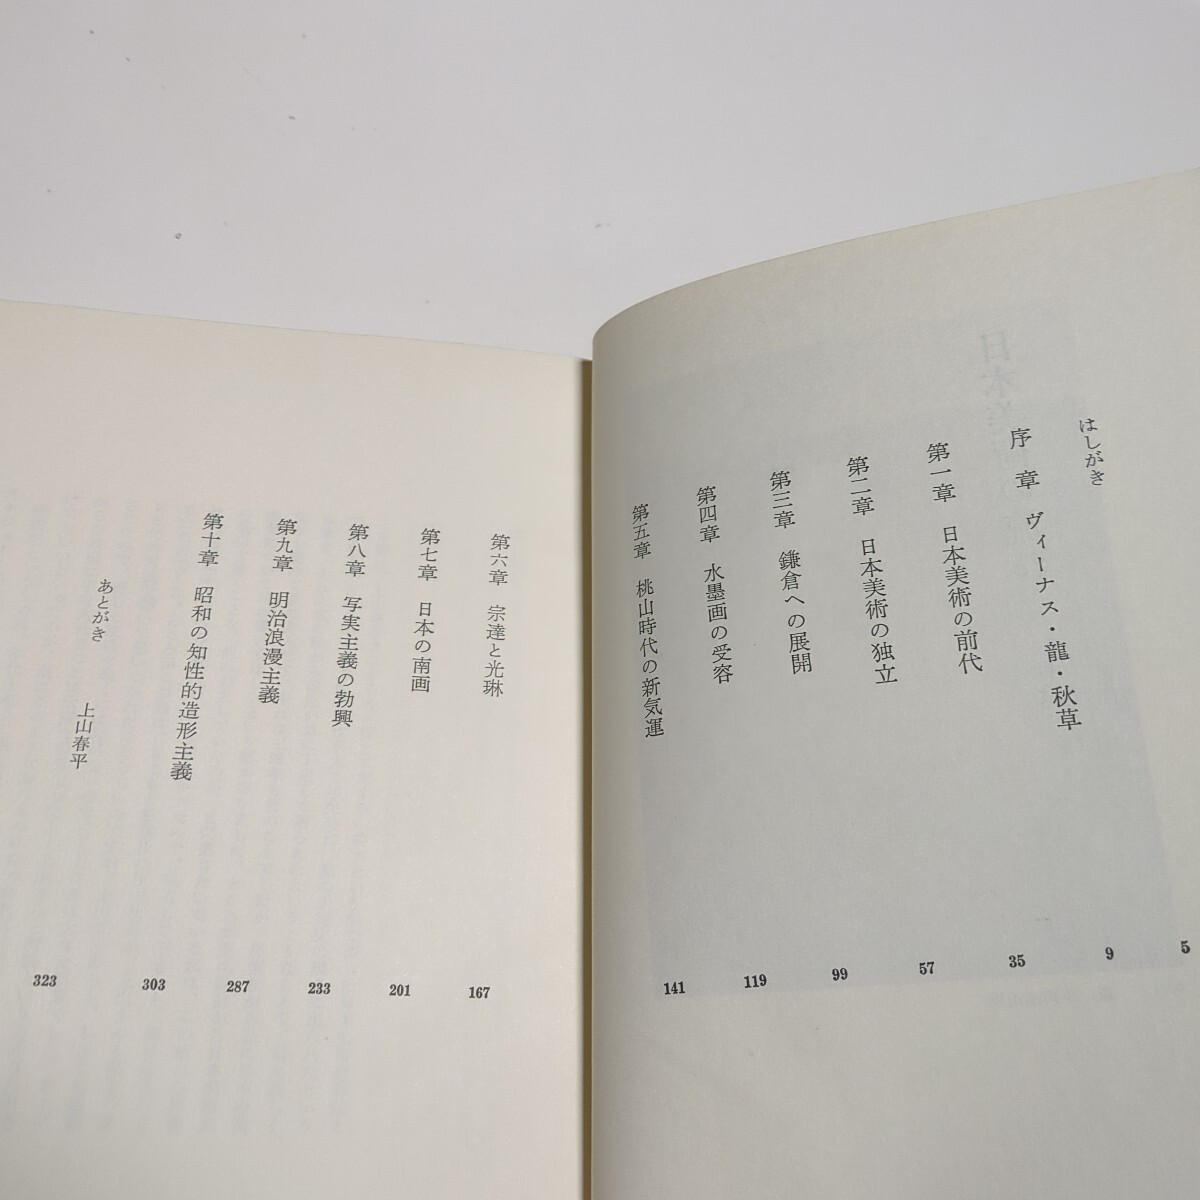 はしがき 5
序章 ヴィーナス・龍・秋草 9
第一章 日本美術の前代 35
第二章 日本美術の独立 57
第三章 鎌倉への展開 99
第四章 水墨画の受容 119
第五章 桃山時代の新気運 141
第六章 宗達と光琳 167
第七章 日本の南画 201
第八章 写実主義の勃興 233
第九章 明治浪漫主義 287
第十章 昭和の知性的造形主義 303
あとがき 上山春平 323